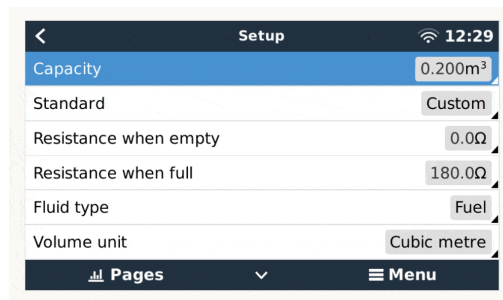 Setup 12:29
Capacity 0.200m³
Standard Custom
Resistance when empty 0.0Ω
Resistance when full 180.0Ω
Fluid type Fuel
Volume unit Cubic metre
Pages Menu